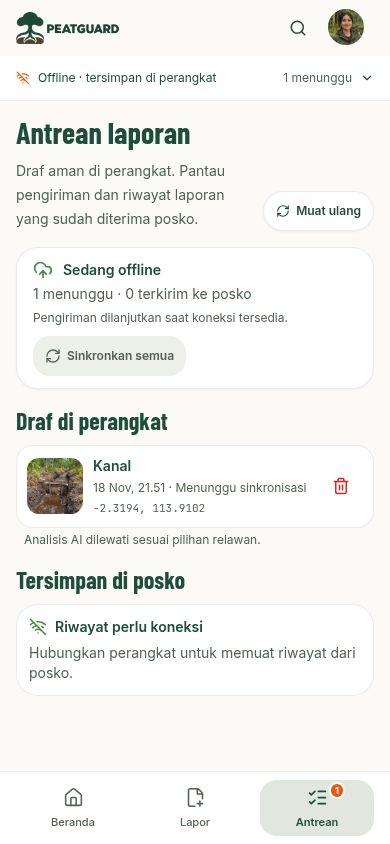 PEATGUARD
Offline · tersimpan di perangkat
1 menunggu
Antrean laporan
Draf aman di perangkat. Pantau
pengiriman dan riwayat laporan
yang sudah diterima posko.
Muat ulang
Sedang offline
1 menunggu · 0 terkirim ke posko
Pengiriman dilanjutkan saat koneksi tersedia.
Sinkronkan semua
Draf di perangkat
Kanal
18 Nov, 21.51 · Menunggu sinkronisasi
-2.3194, 113.9102
Analisis AI dilewati sesuai pilihan relawan.
Tersimpan di posko
Riwayat perlu koneksi
Hubungkan perangkat untuk memuat riwayat dari
posko.
1
Beranda
Lapor
Antrean